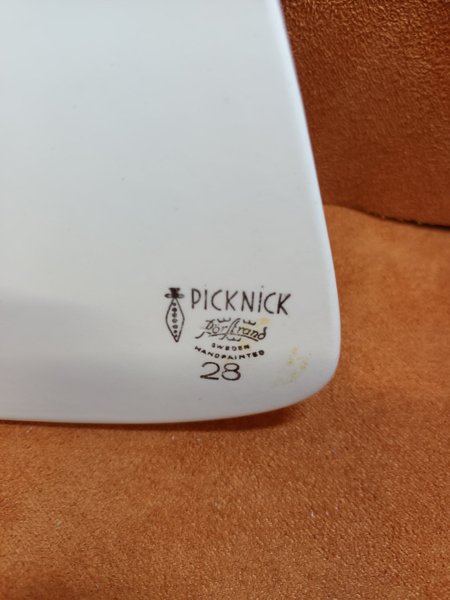 PiCKNiCK
Rörstrand
SWEDEN
HANDPAINTED
28